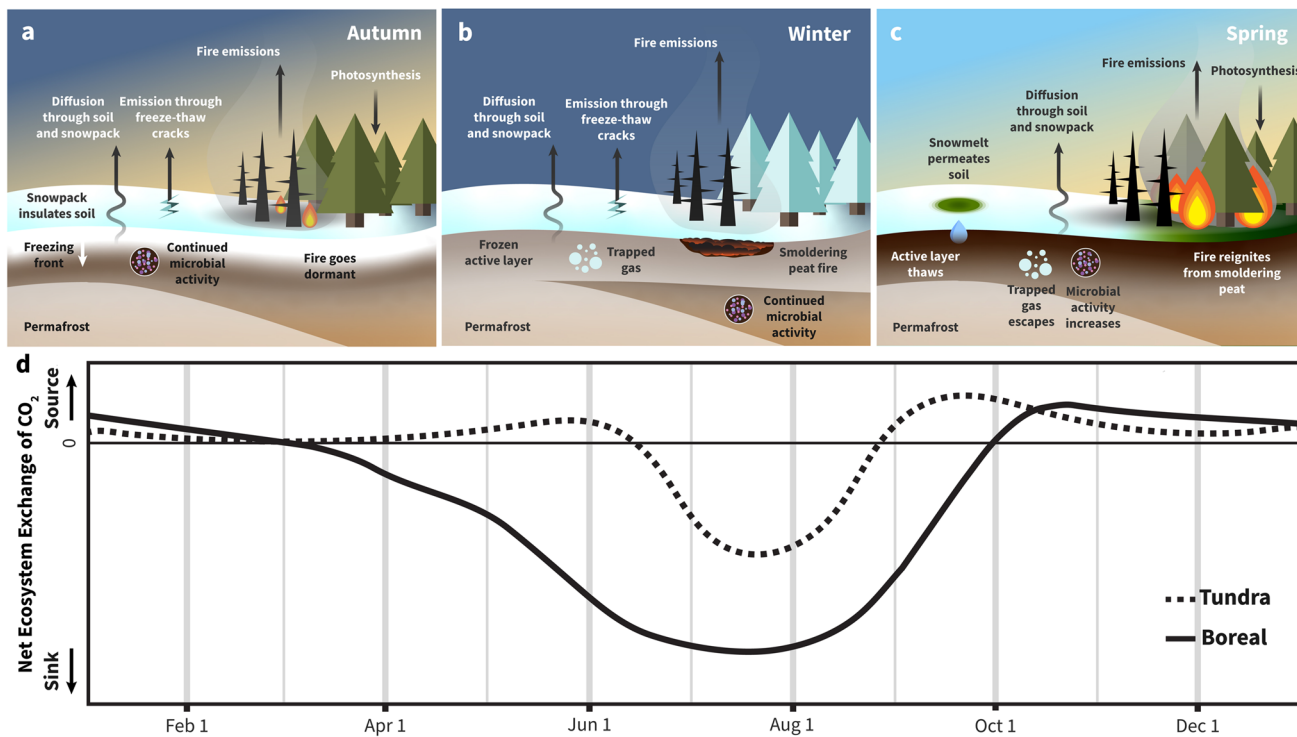 a
Autumn
Fire emissions
Photosynthesis
Diffusion
through soil
and snowpack
Emission through
freeze-thaw
cracks
Snowpack
insulates soil
Freezing
front
Continued
microbial
activity
Fire goes
dormant
Permafrost
b
Winter
Fire emissions
Diffusion
through soil
and snowpack
Emission through
freeze-thaw
cracks
Frozen
active layer
Trapped
gas
Smoldering
peat fire
Continued
microbial
activity
Permafrost
c
Spring
Fire emissions
Photosynthesis
Diffusion
through soil
and snowpack
Snowmelt
permeates
soil
Active layer
thaws
Trapped
gas
escapes
Microbial
activity
increases
Fire reignites
from smoldering
peat
Permafrost
d
Net Ecosystem Exchange of CO₂
Source
0
Sink
Tundra
Boreal
Feb 1
Apr 1
Jun 1
Aug 1
Oct 1
Dec 1